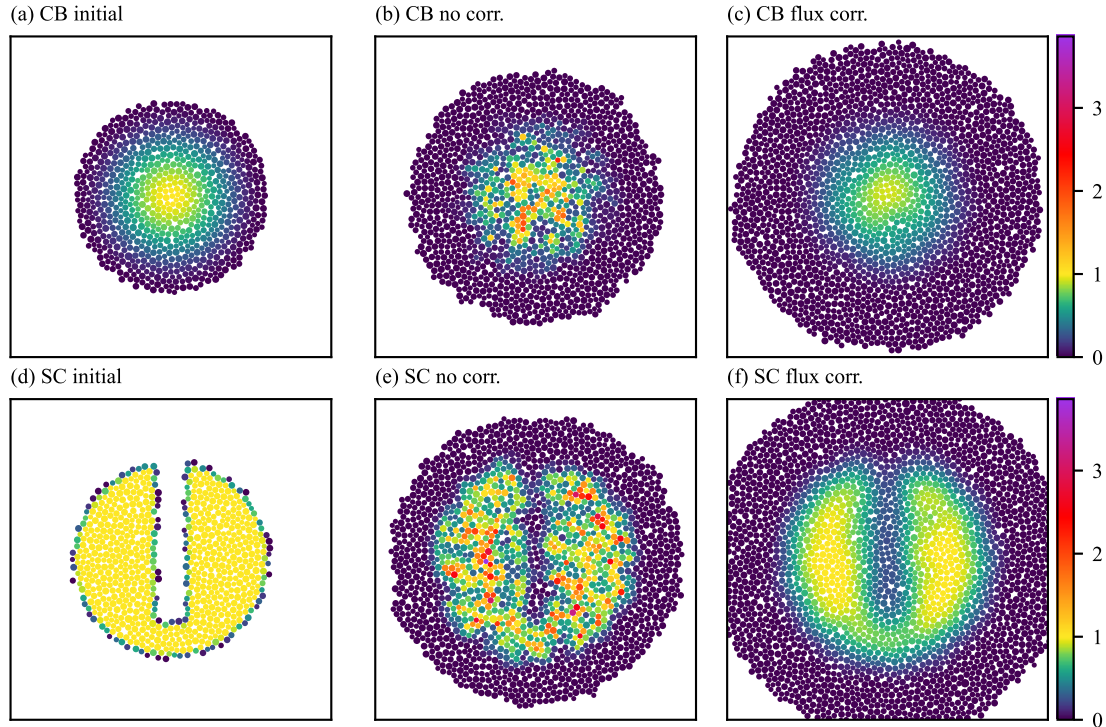 (a) CB initial
(b) CB no corr.
(c) CB flux corr.
3
2
1
0
(d) SC initial
(e) SC no corr.
(f) SC flux corr.
3
2
1
0